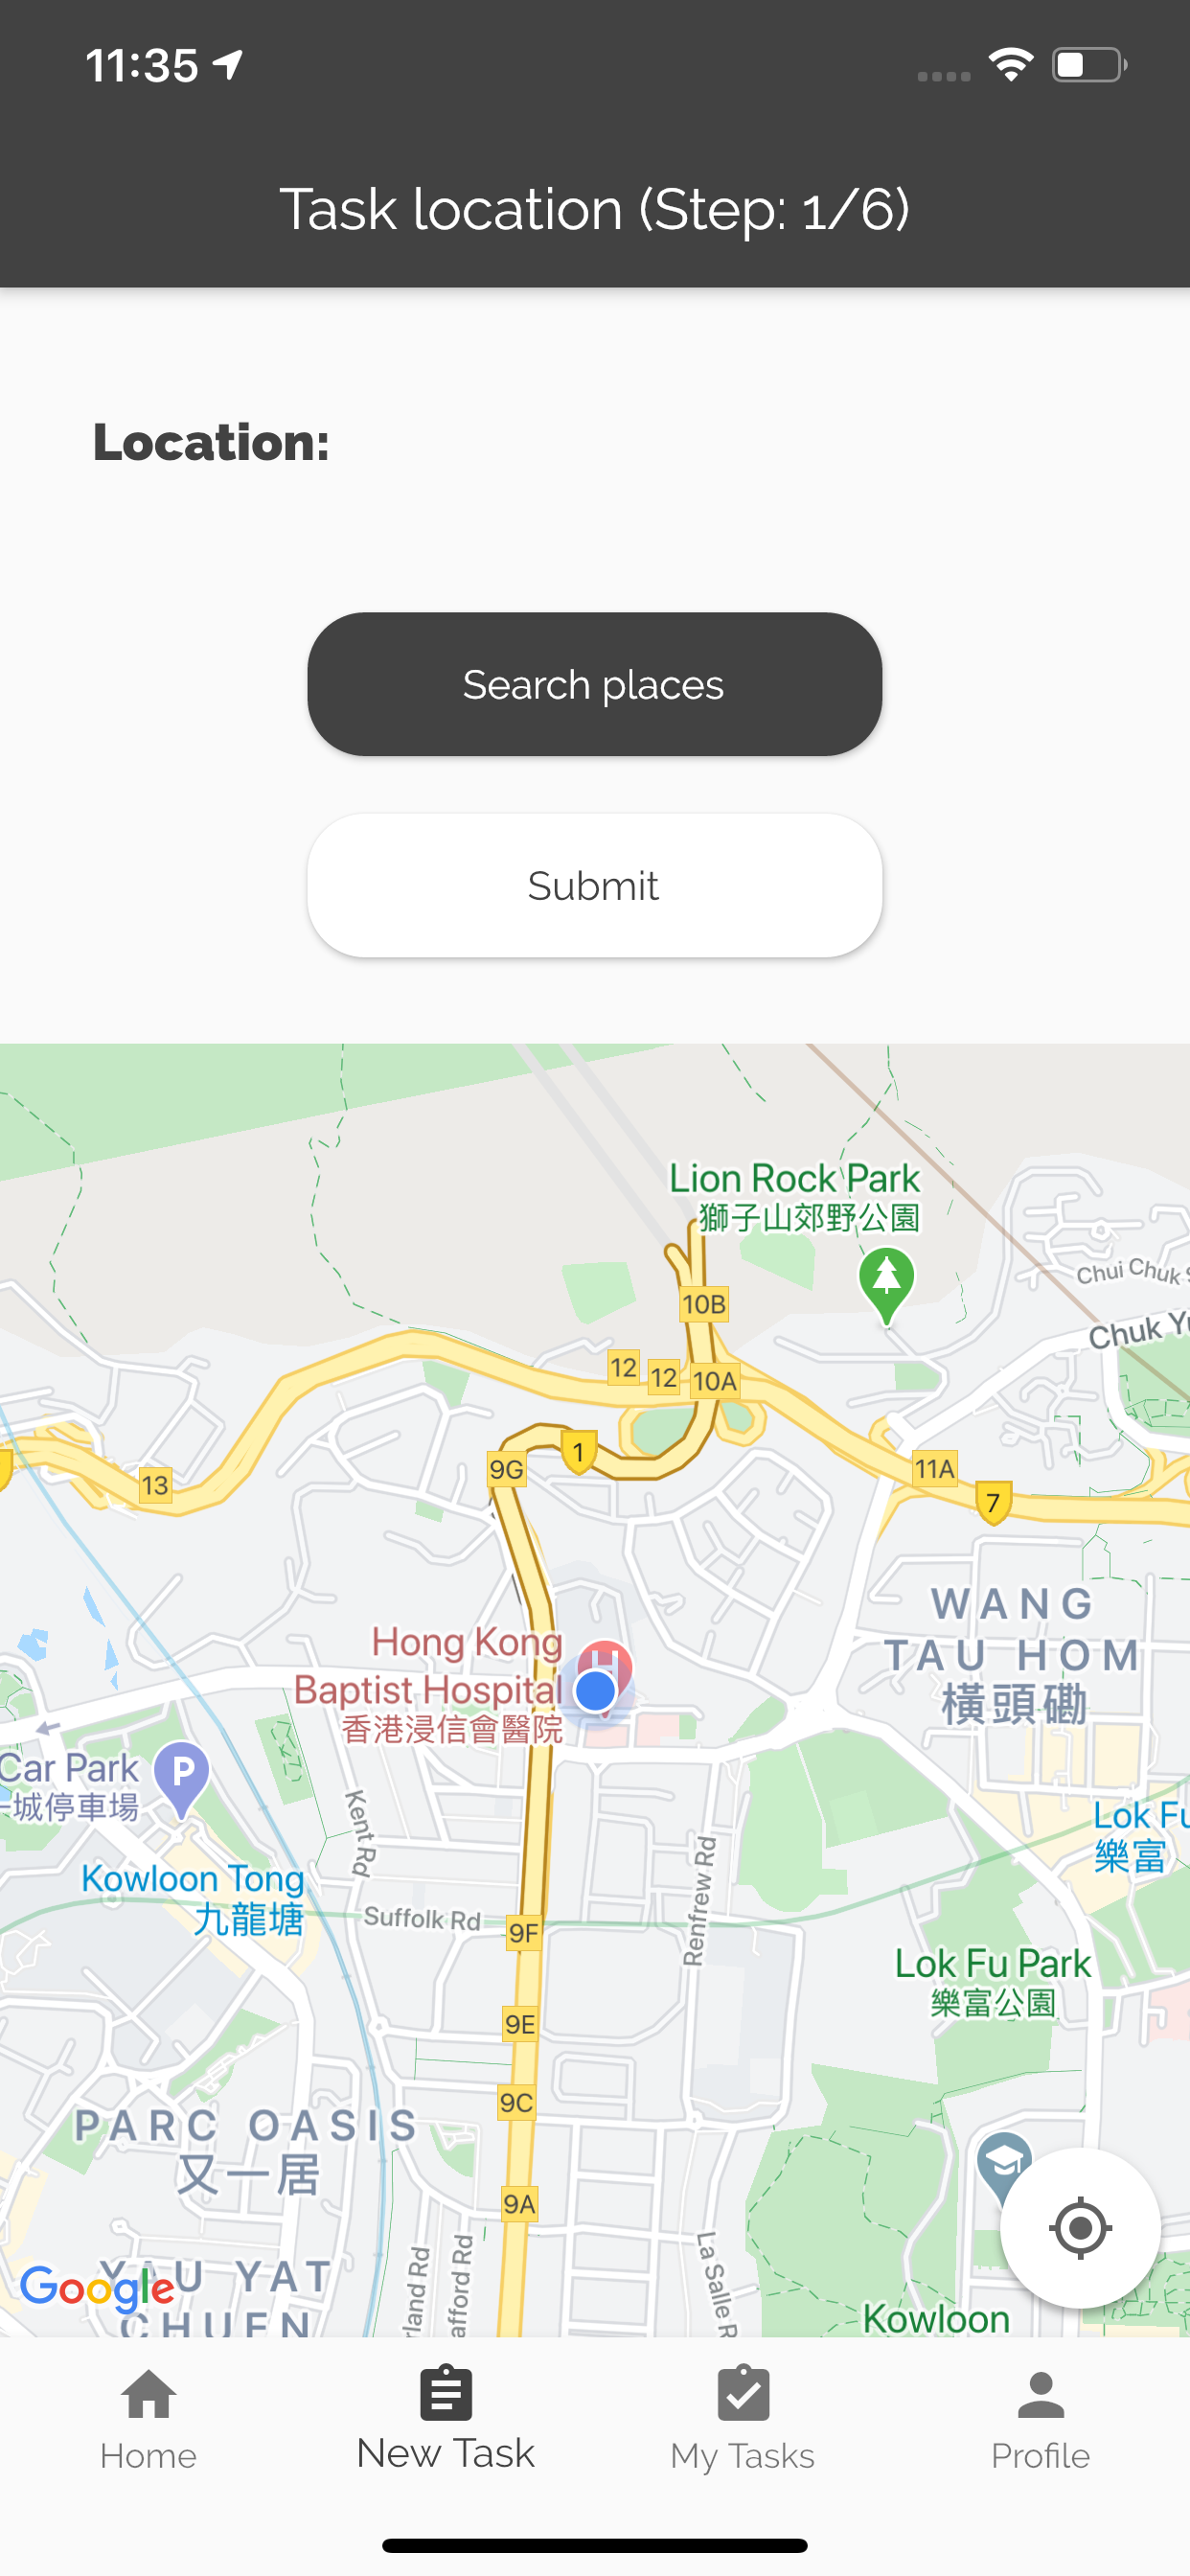 11:35
Task location (Step: 1/6)
Location:
Search places
Submit
Lion Rock Park
獅子山郊野公園
Chui Chuk
10B
Chuk Yu
12
12
10A
1
9G
11A
13
7
WANG
TAU HOM
橫頭磡
Hong Kong
Baptist Hospital
香港浸信會醫院
H
Car Park
城停車場
P
Kent Rd
Lok Fu
樂富
Kowloon Tong
九龍塘
Suffolk Rd
Renfrew Rd
9F
Lok Fu Park
樂富公園
9E
9C
PARC OASIS
又一居
9A
La Salle R
rland Rd
afford Rd
YAU YAT
CHUEN
Google
Kowloon
Home
New Task
My Tasks
Profile